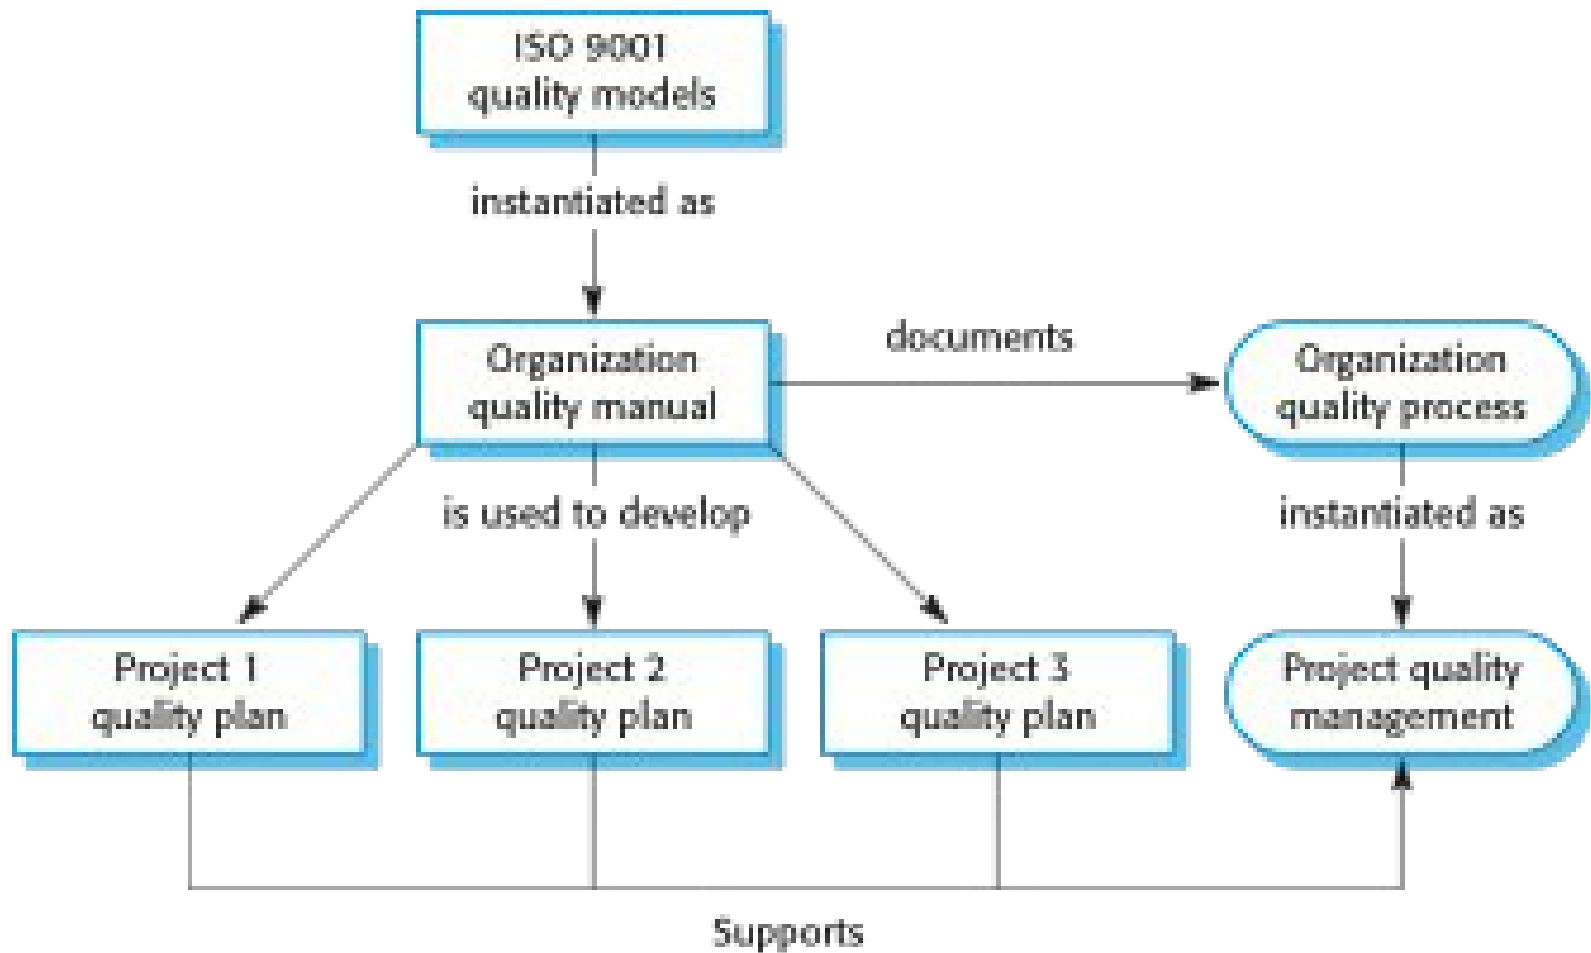 ISO 9001
quality models
instantiated as
documents
Organization
quality manual
Organization
quality process
is used to develop
instantiated as
Project 1
quality plan
Project 2
quality plan
Project 3
quality plan
Project quality
management
Supports